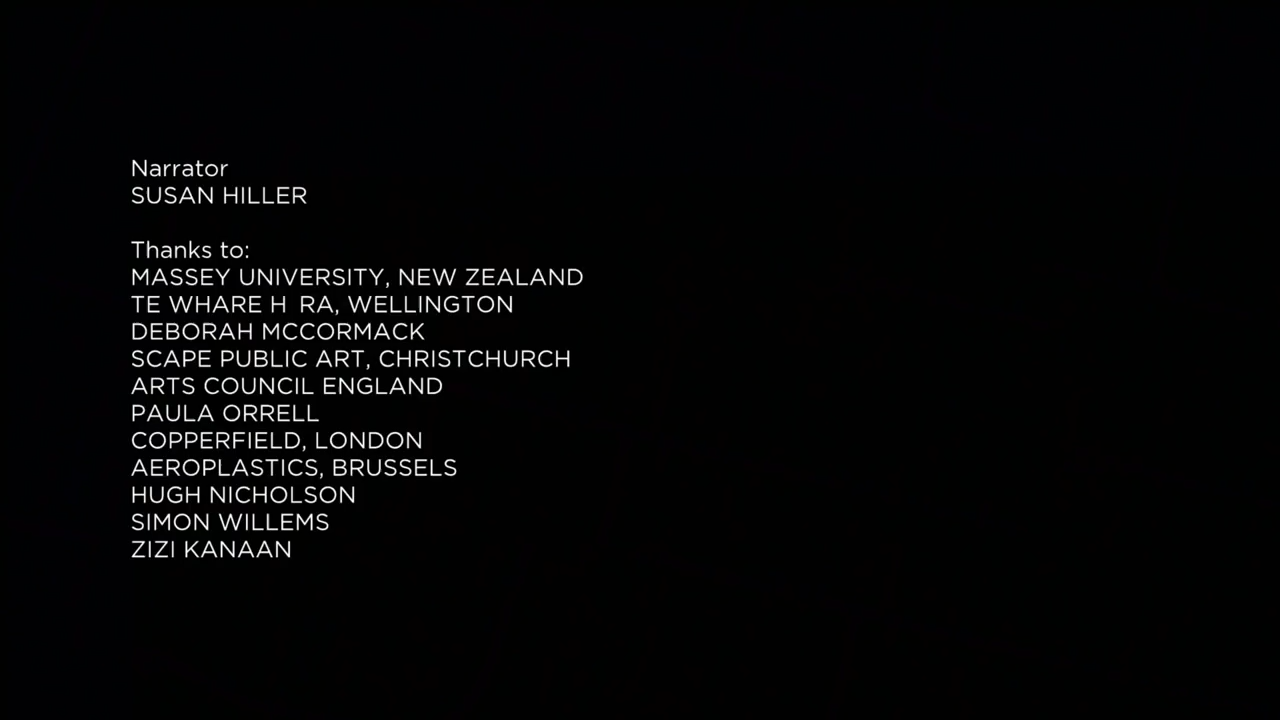 Narrator
SUSAN HILLER
Thanks to:
MASSEY UNIVERSITY, NEW ZEALAND
TE WHARE H RA, WELLINGTON
DEBORAH MCCORMACK
SCAPE PUBLIC ART, CHRISTCHURCH
ARTS COUNCIL ENGLAND
PAULA ORRELL
COPPERFIELD, LONDON
AEROPLASTICS, BRUSSELS
HUGH NICHOLSON
SIMON WILLEMS
ZIZI KANAAN